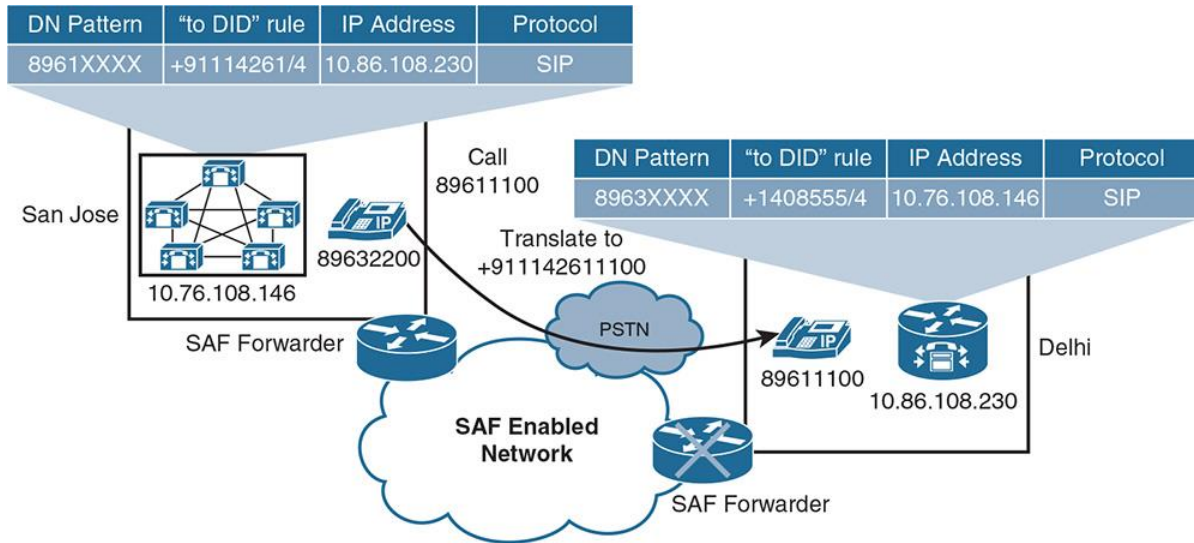 DN Pattern “to DID” rule IP Address Protocol
8961XXXX +91114261/4 10.86.108.230 SIP
Call
89611100
DN Pattern “to DID” rule IP Address Protocol
8963XXXX +1408555/4 10.76.108.146 SIP
San Jose
IP
89632200
10.76.108.146
Translate to
+911142611100
SAF Forwarder
PSTN
IP
89611100
Delhi
10.86.108.230
SAF Enabled
Network
SAF Forwarder